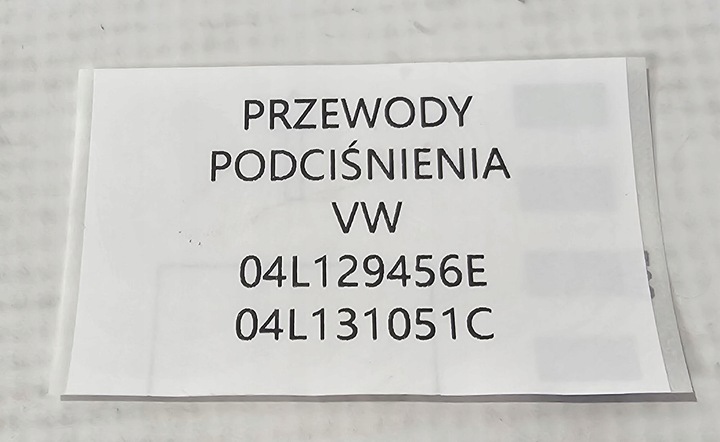 PRZEWODY
PODCIŚNIENIA
VW
04L129456E
04L131051C